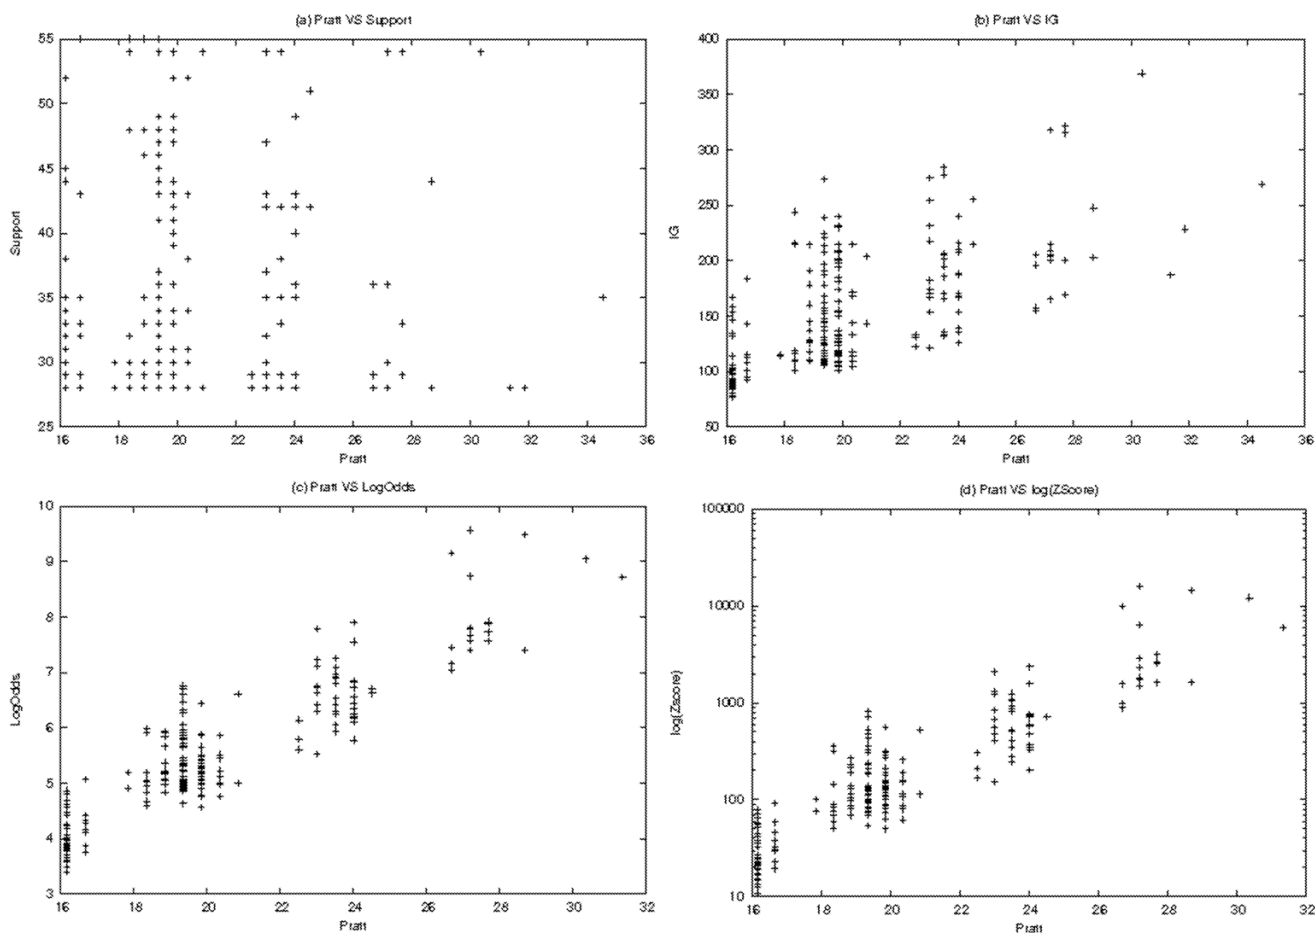 (a) Pratt VS Support
55
50
45
40
35
30
25
Support
16 18 20 22 24 26 28 30 32 34 36
Pratt
(b) Pratt VS IG
400
350
300
250
200
150
100
50
IG
16 18 20 22 24 26 28 30 32 34 36
Pratt
(c) Pratt VS LogOdds
10
9
8
7
6
5
4
3
LogOdds
16 18 20 22 24 26 28 30 32
Pratt
(d) Pratt VS log(ZScore)
100000
10000
1000
100
10
log(Zscore)
16 18 20 22 24 26 28 30 32
Pratt